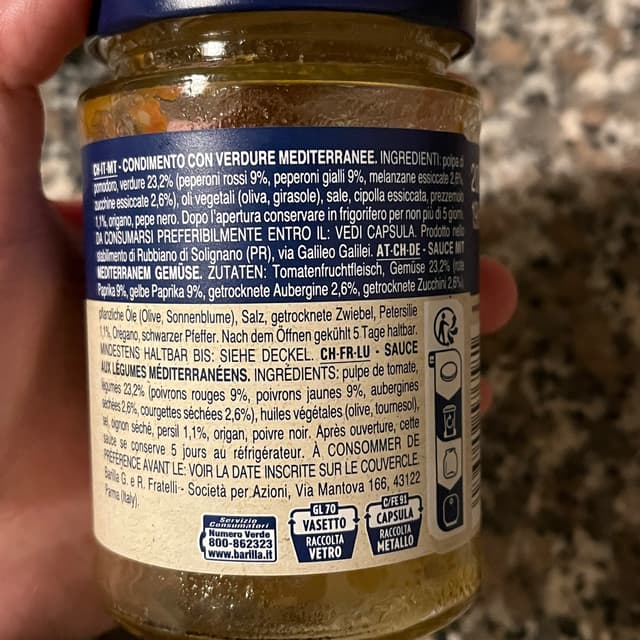 CH-IT-MT - CONDIMENTO CON VERDURE MEDITERRANEE. INGREDIENTI: polpa di
pomodoro, verdure 23,2% (peperoni rossi 9%, peperoni gialli 9%, melanzane essiccate 2,6%,
zucchine essiccate 2,6%), oli vegetali (oliva, girasole), sale, cipolla essiccata, prezzemolo
1,1%, origano, pepe nero. Dopo l'apertura conservare in frigorifero per non più di 5 giorni.
DA CONSUMARSI PREFERIBILMENTE ENTRO IL: VEDI CAPSULA. Prodotto nello
stabilimento di Rubbiano di Solignano (PR), via Galileo Galilei. AT-CH-DE - SAUCE MIT
MEDITERRANEM GEMÜSE. ZUTATEN: Tomatenfruchtfleisch, Gemüse 23,2% (rote
Paprika 9%, gelbe Paprika 9%, getrocknete Aubergine 2,6%, getrocknete Zucchini 2,6%),
pflanzliche Öle (Olive, Sonnenblume), Salz, getrocknete Zwiebel, Petersilie
1,1%, Oregano, schwarzer Pfeffer. Nach dem Öffnen gekühlt 5 Tage haltbar.
MINDESTENS HALTBAR BIS: SIEHE DECKEL. CH-FR-LU - SAUCE
AUX LÉGUMES MÉDITERRANÉENS. INGRÉDIENTS: pulpe de tomate,
légumes 23,2% (poivrons rouges 9%, poivrons jaunes 9%, aubergines
séchées 2,6%, courgettes séchées 2,6%), huiles végétales (olive, tournesol),
sel, oignon séché, persil 1,1%, origan, poivre noir. Après ouverture, cette
sauce se conserve 5 jours au réfrigérateur. À CONSOMMER DE
PRÉFÉRENCE AVANT LE: VOIR LA DATE INSCRITE SUR LE COUVERCLE.
Barilla G. e R. Fratelli - Società per Azioni, Via Mantova 166, 43122
Parma (Italy).
Servizio
Consumatori
Numero Verde
800-862323
www.barilla.it
GL 70
VASETTO
RACCOLTA
VETRO
C/FE 91
CAPSULA
RACCOLTA
METALLO